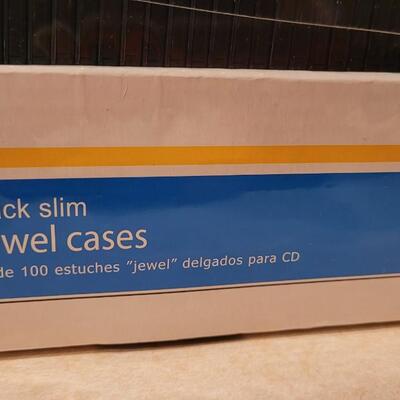 ck slim
wel cases
de 100 estuches "jewel" delgados para CD